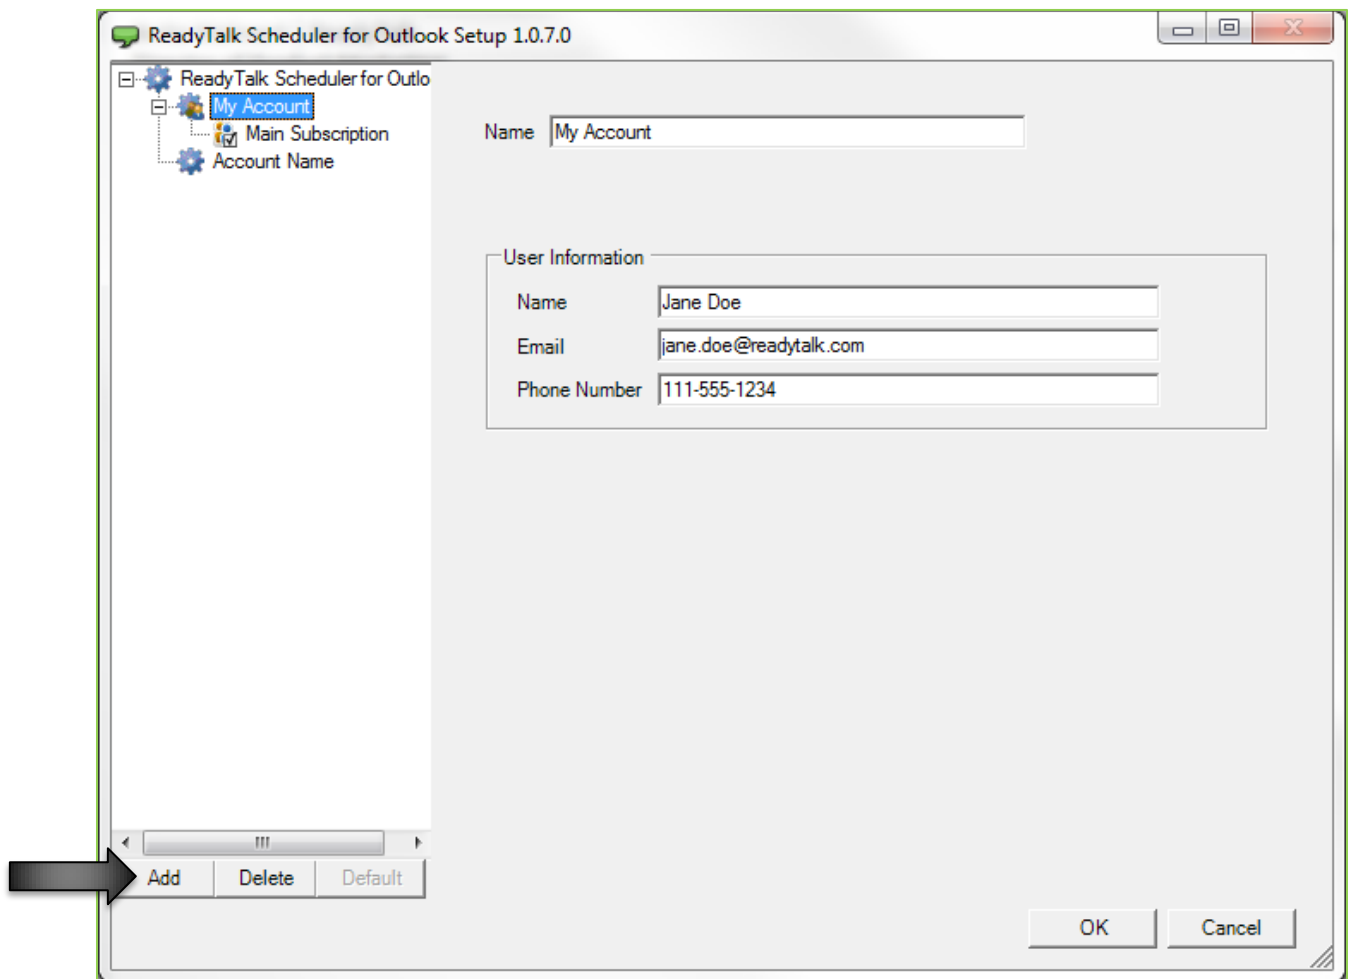 ReadyTalk Scheduler for Outlook Setup 1.0.7.0
ReadyTalk Scheduler for Outlo
My Account
Main Subscription
Account Name
Name My Account
User Information
Name Jane Doe
Email jane.doe@readytalk.com
Phone Number 111-555-1234
Add Delete Default
OK Cancel